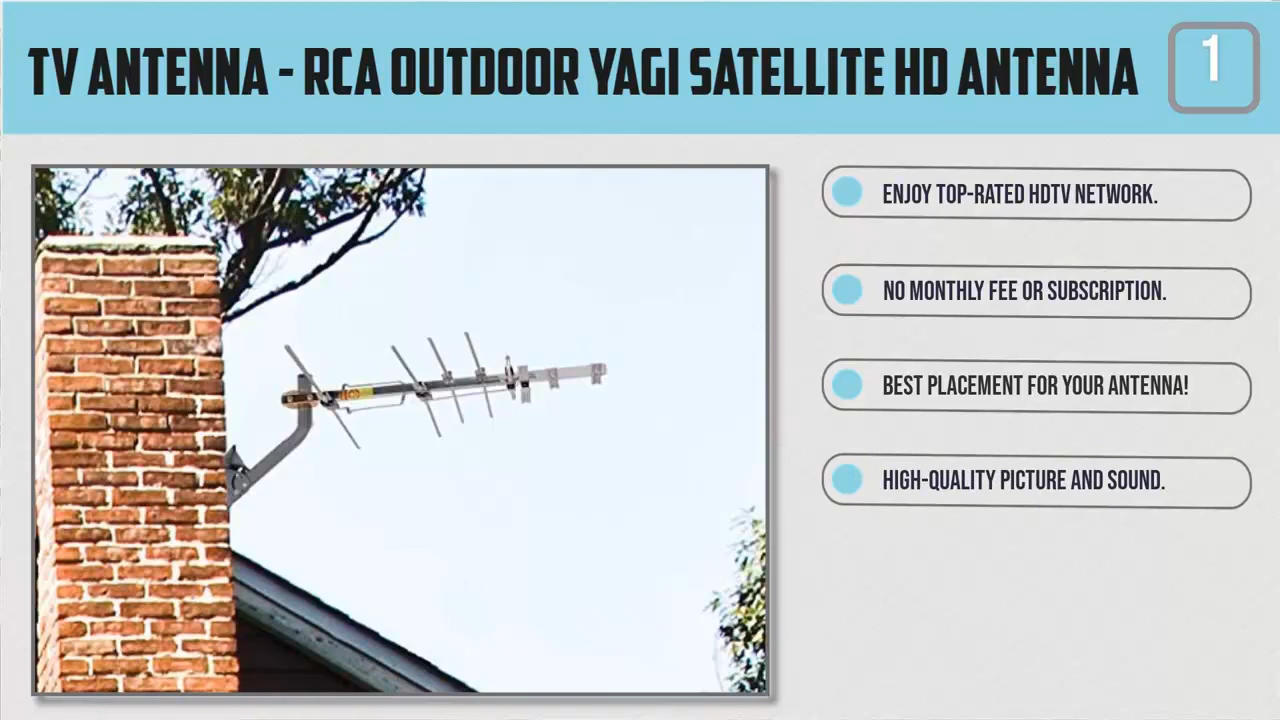 TV ANTENNA - RCA OUTDOOR YAGI SATELLITE HD ANTENNA
1
ENJOY TOP-RATED HDTV NETWORK.
NO MONTHLY FEE OR SUBSCRIPTION.
BEST PLACEMENT FOR YOUR ANTENNA!
HIGH-QUALITY PICTURE AND SOUND.